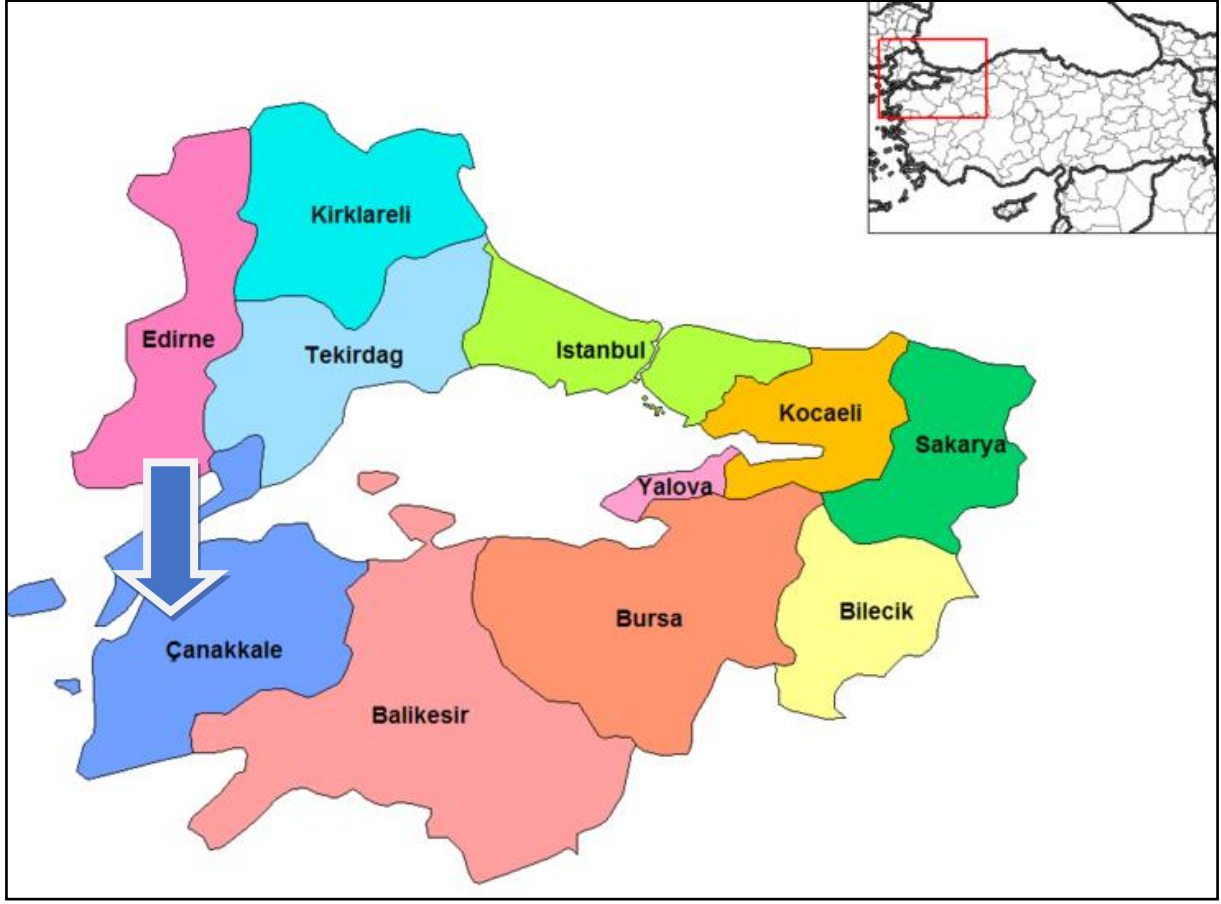 Kirklareli
Edirne
Tekirdag
Istanbul
Kocaeli
Sakarya
Yalova
Bursa
Bilecik
Çanakkale
Balikesir